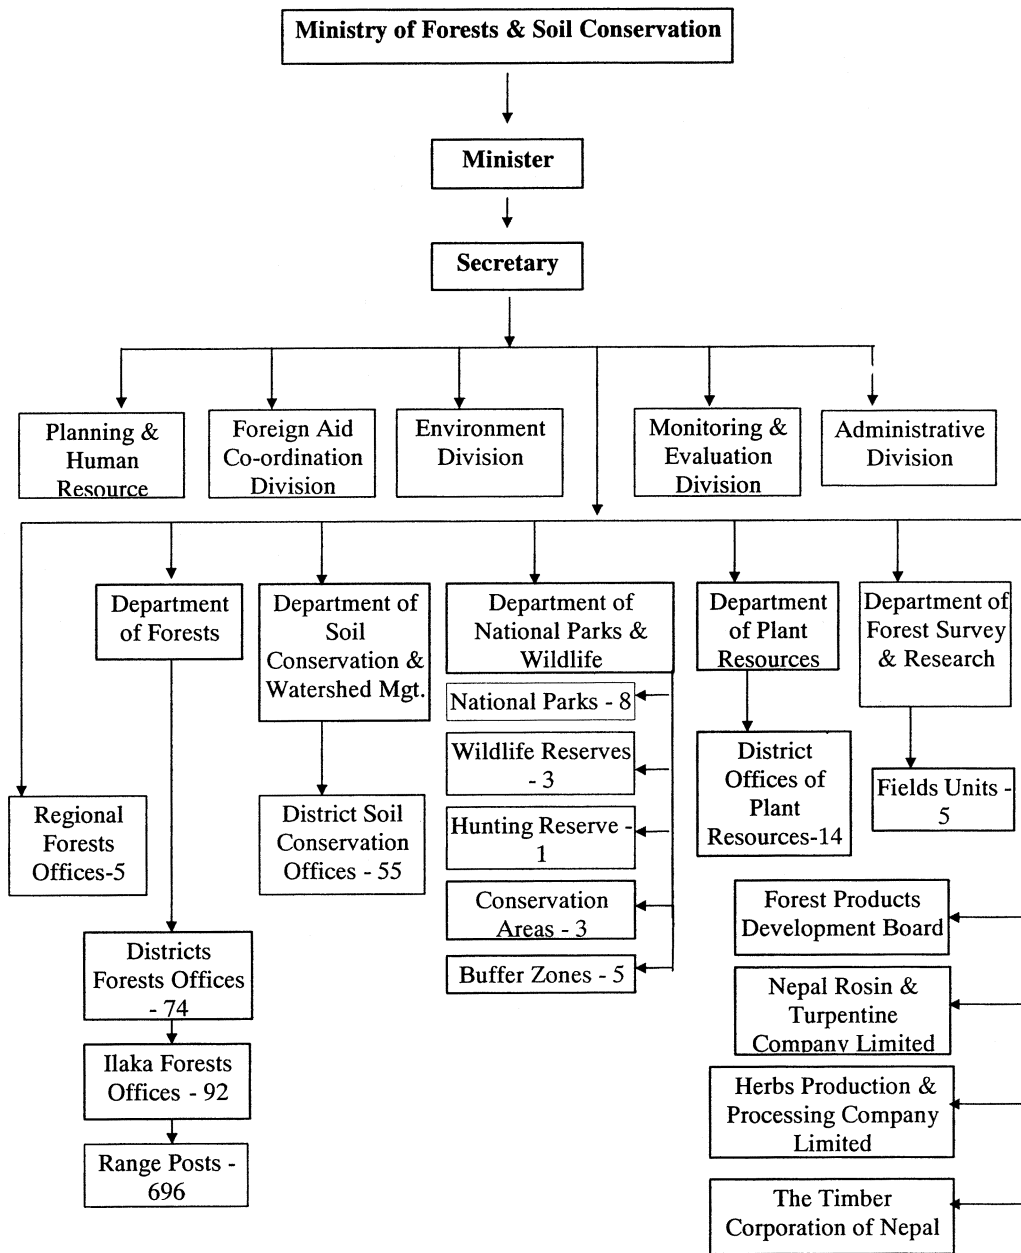 Ministry of Forests & Soil Conservation
Minister
Secretary
Planning &
Human
Resource
Foreign Aid
Co-ordination
Division
Environment
Division
Monitoring &
Evaluation
Division
Administrative
Division
Department
of Forests
Department of
Soil
Conservation &
Watershed Mgt.
Department of
National Parks &
Wildlife
Department
of Plant
Resources
Department of
Forest Survey
& Research
National Parks - 8
Wildlife Reserves
- 3
Hunting Reserve -
1
Conservation
Areas - 3
Buffer Zones - 5
District
Offices of
Plant
Resources-14
Fields Units -
5
Regional
Forests
Offices-5
District Soil
Conservation
Offices - 55
Districts
Forests Offices
- 74
Ilaka Forests
Offices - 92
Range Posts -
696
Forest Products
Development Board
Nepal Rosin &
Turpentine
Company Limited
Herbs Production &
Processing Company
Limited
The Timber
Corporation of Nepal